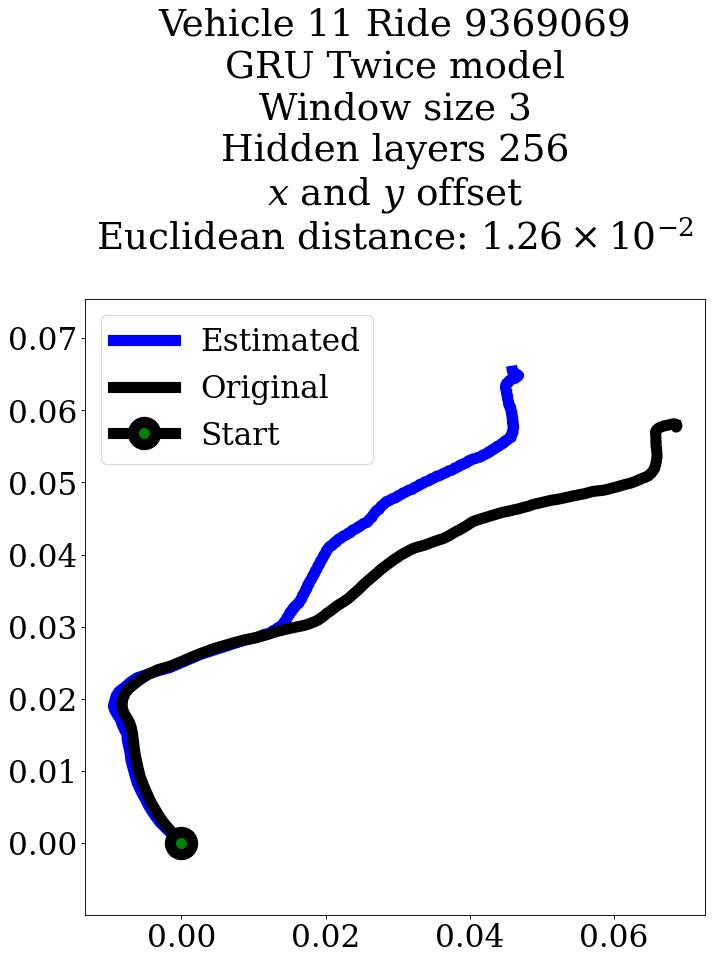 Vehicle 11 Ride 9369069
GRU Twice model
Window size 3
Hidden layers 256
x and y offset
Euclidean distance: 1.26 × 10⁻²
Estimated
Original
Start
0.07
0.06
0.05
0.04
0.03
0.02
0.01
0.00
0.00 0.02 0.04 0.06